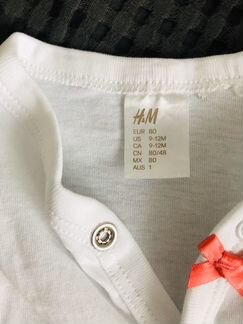 H&M
EUR 80
US 9-12M
CA 9-12M
CN 80/48
MX 80
AUS 1